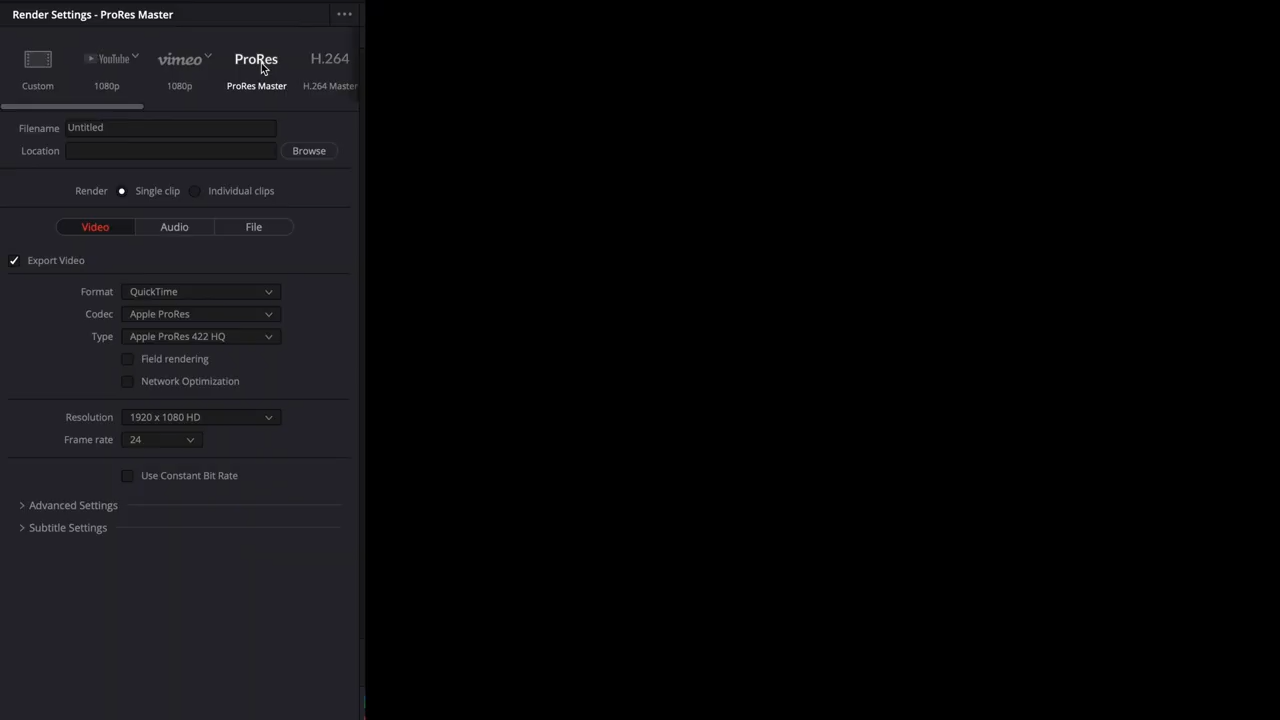 Render Settings - ProRes Master
YouTube vimeo ProRes H.264
Custom 1080p 1080p ProRes Master H.264 Master
Filename Untitled
Location Browse
Render Single clip Individual clips
Video Audio File
Export Video
Format QuickTime
Codec Apple ProRes
Type Apple ProRes 422 HQ
Field rendering
Network Optimization
Resolution 1920 x 1080 HD
Frame rate 24
Use Constant Bit Rate
Advanced Settings
Subtitle Settings